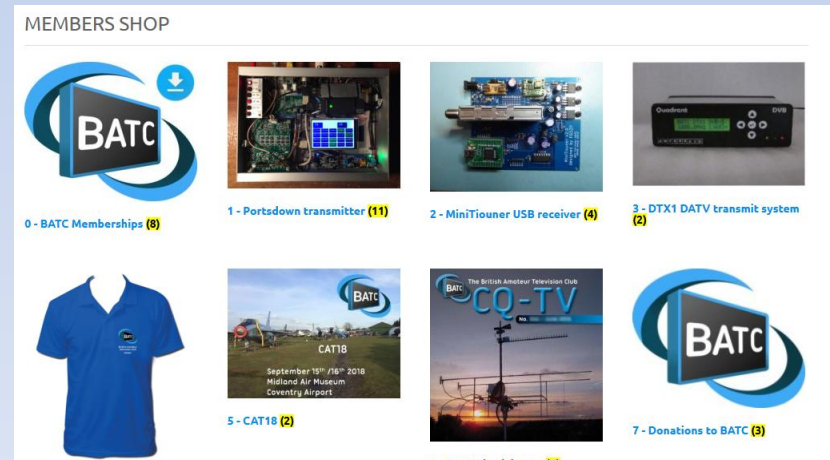 MEMBERS SHOP
BATC
Quadrant DVB
0 - BATC Memberships (8)
1 - Portsdown transmitter (11)
2 - MiniTiouner USB receiver (4)
3 - DTX1 DATV transmit system
(2)
BATC
CAT18
September 15th /16th 2018
Midland Air Museum
Coventry Airport
5 - CAT18 (2)
The British Amateur Television Club
BATC
CQ-TV
No.
BATC
7 - Donations to BATC (3)